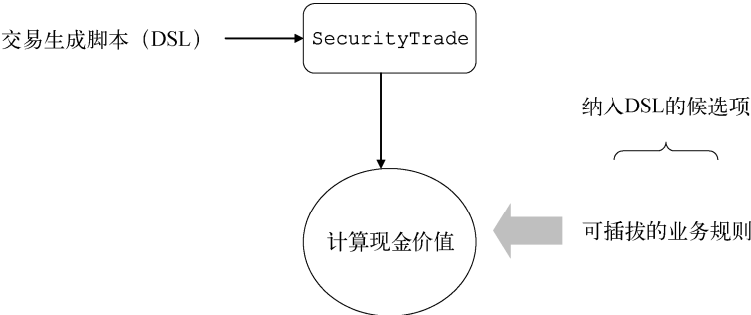 交易生成脚本（DSL）
SecurityTrade
纳入DSL的候选项
可插拔的业务规则
计算现金价值